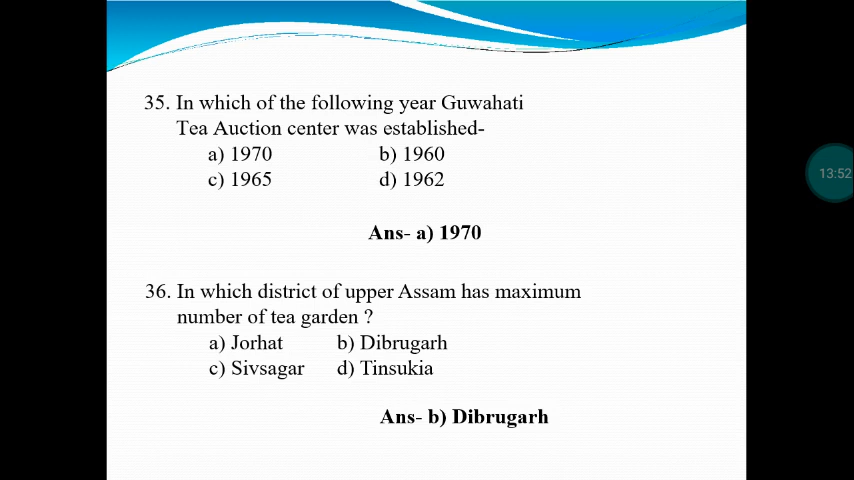 35. In which of the following year Guwahati
Tea Auction center was established-
a) 1970 b) 1960
c) 1965 d) 1962
Ans- a) 1970
36. In which district of upper Assam has maximum
number of tea garden ?
a) Jorhat b) Dibrugarh
c) Sivsagar d) Tinsukia
Ans- b) Dibrugarh
13:52